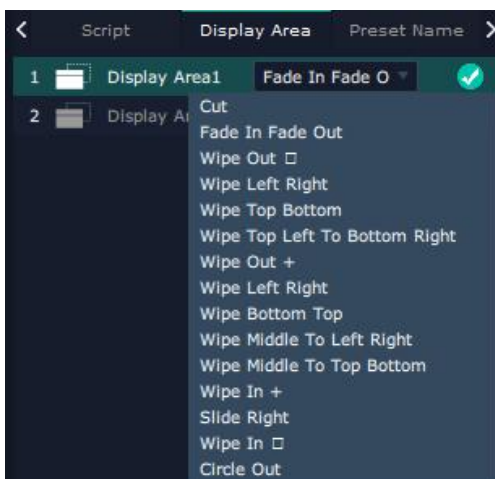 Script Display Area Preset Name
1 Display Area1 Fade In Fade O
2 Display Ar
Cut
Fade In Fade Out
Wipe Out □
Wipe Left Right
Wipe Top Bottom
Wipe Top Left To Bottom Right
Wipe Out +
Wipe Left Right
Wipe Bottom Top
Wipe Middle To Left Right
Wipe Middle To Top Bottom
Wipe In +
Slide Right
Wipe In □
Circle Out